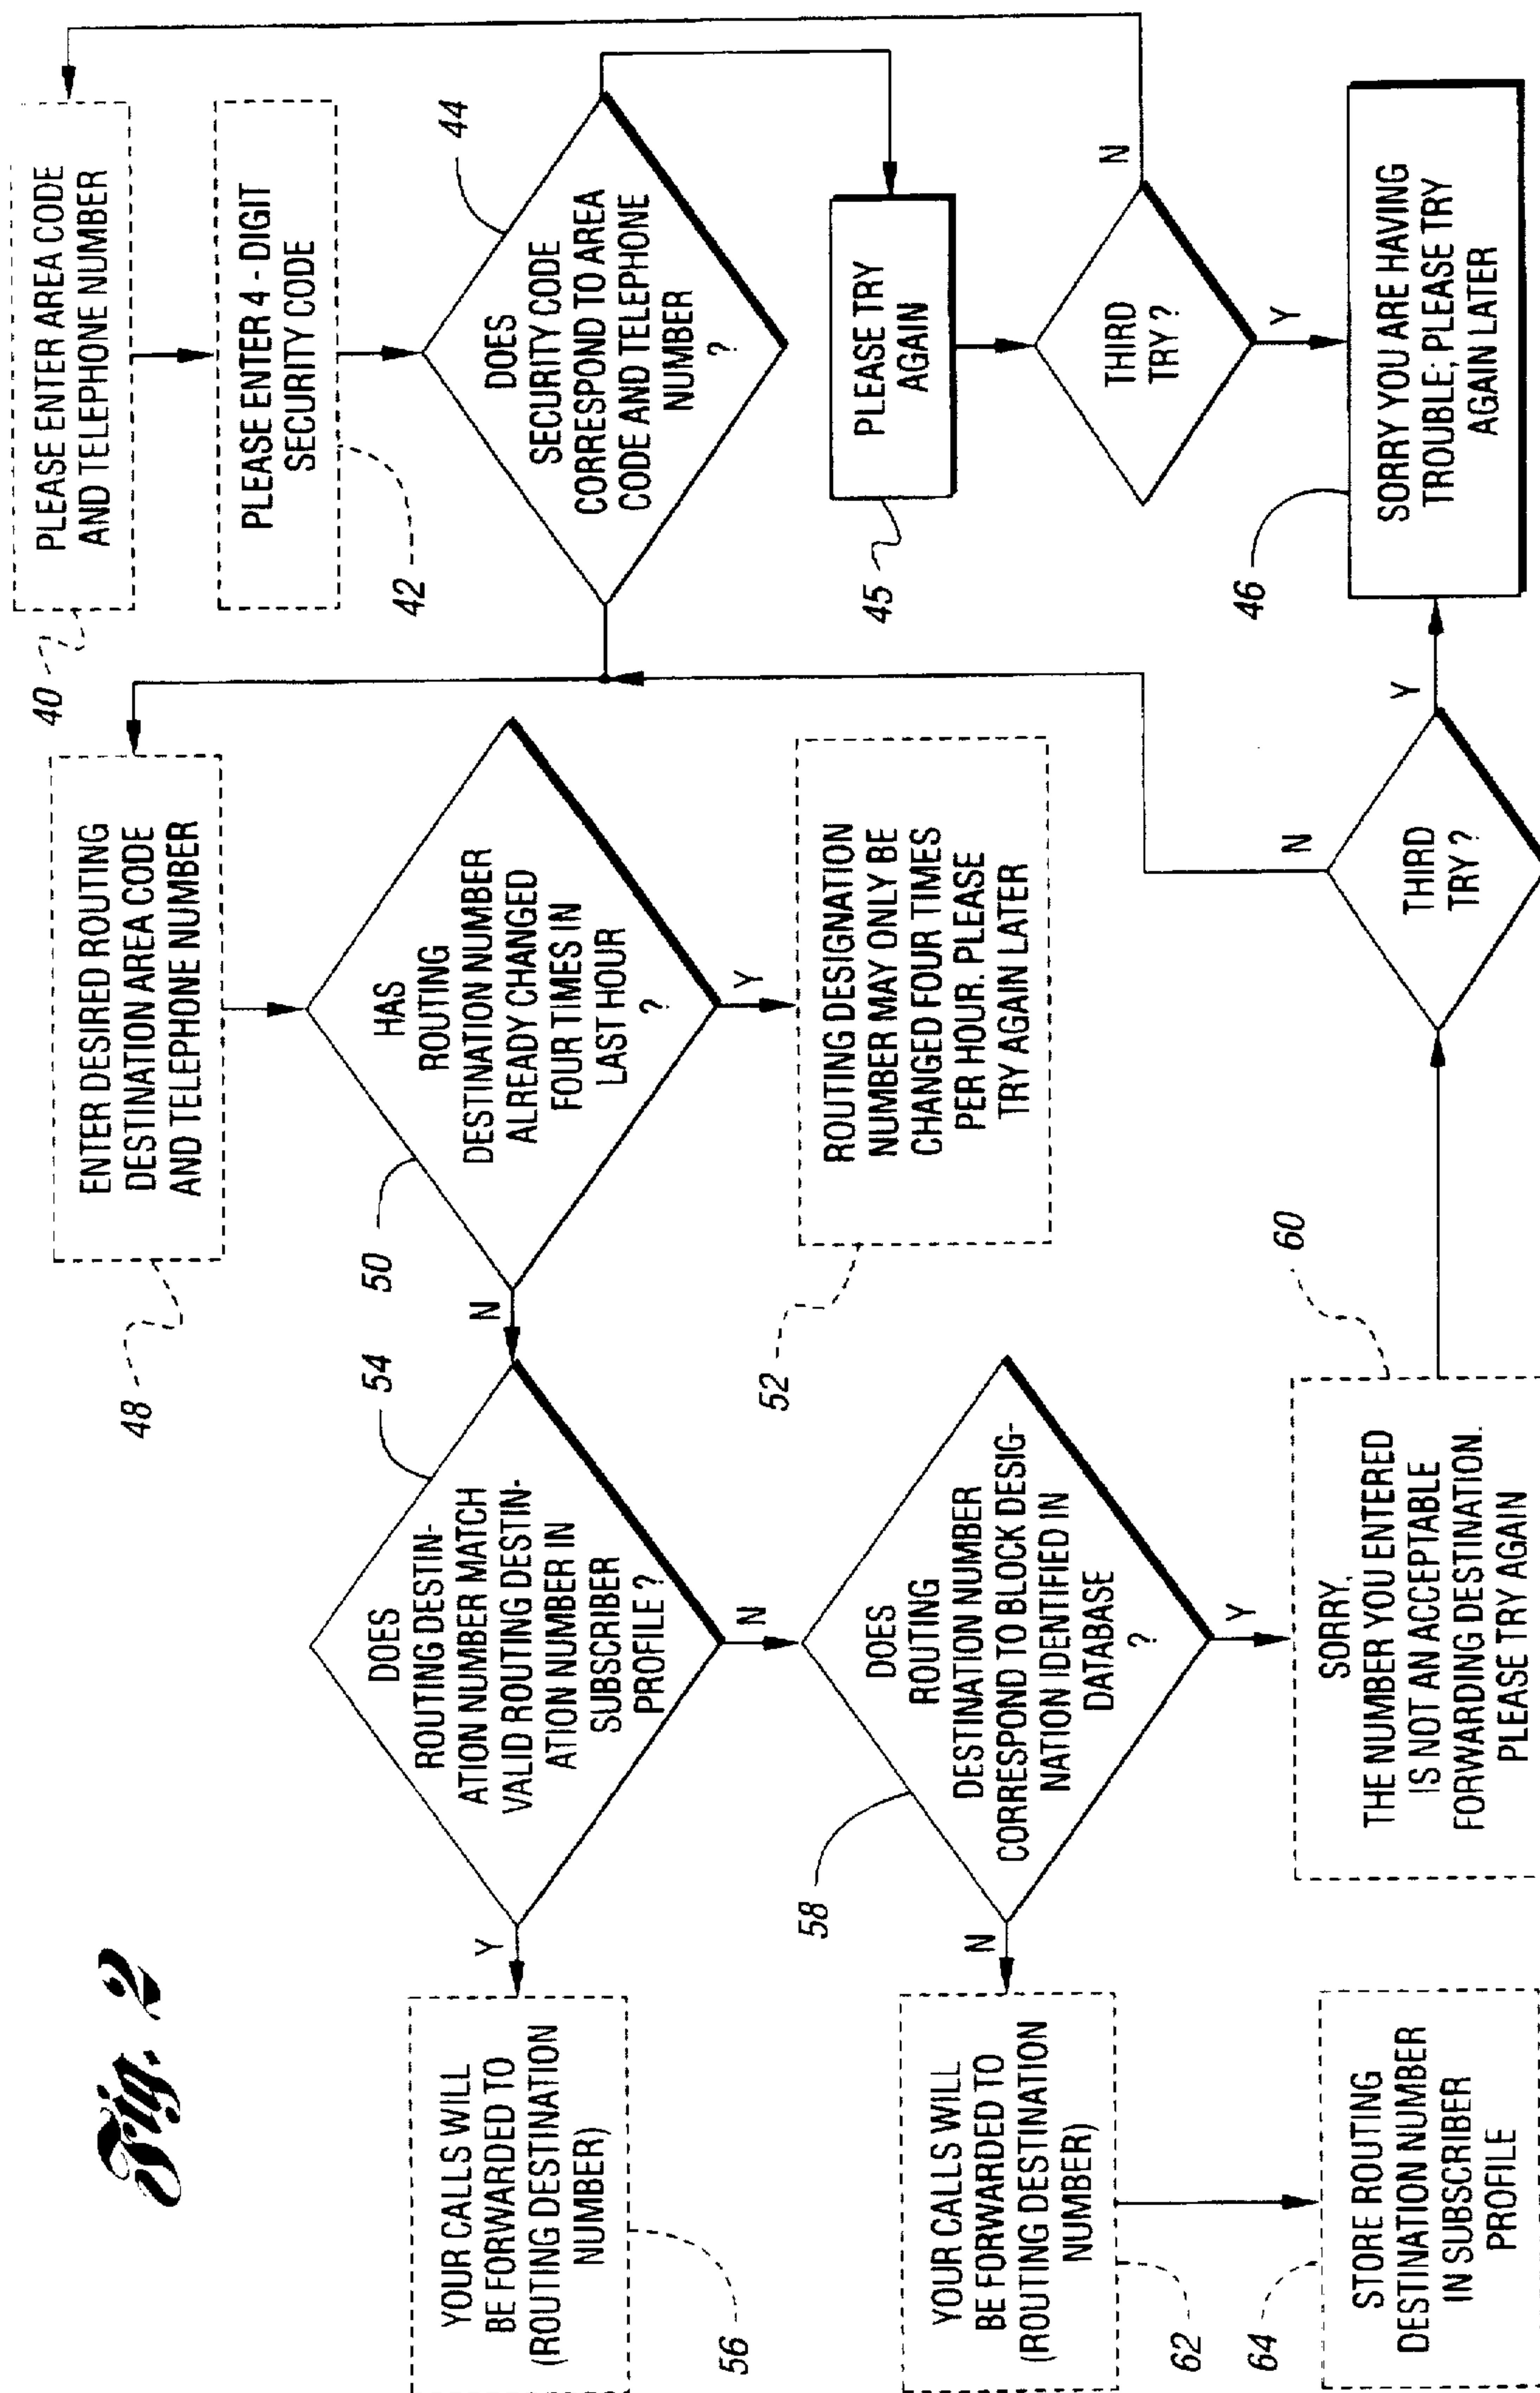 Fig. 2
PLEASE ENTER AREA CODE
AND TELEPHONE NUMBER
40
PLEASE ENTER 4 - DIGIT
SECURITY CODE
42
DOES
SECURITY CODE
CORRESPOND TO AREA
CODE AND TELEPHONE
NUMBER
?
44
PLEASE TRY
AGAIN
45
THIRD
TRY ?
N
Y
SORRY YOU ARE HAVING
TROUBLE; PLEASE TRY
AGAIN LATER
46
ENTER DESIRED ROUTING
DESTINATION AREA CODE
AND TELEPHONE NUMBER
48
HAS
ROUTING
DESTINATION NUMBER
ALREADY CHANGED
FOUR TIMES IN
LAST HOUR
?
50
N
Y
ROUTING DESIGNATION
NUMBER MAY ONLY BE
CHANGED FOUR TIMES
PER HOUR. PLEASE
TRY AGAIN LATER
52
THIRD
TRY ?
N
Y
DOES
ROUTING DESTIN-
ATION NUMBER MATCH
VALID ROUTING DESTIN-
ATION NUMBER IN
SUBSCRIBER
PROFILE ?
54
Y
N
DOES
ROUTING
DESTINATION NUMBER
CORRESPOND TO BLOCK DESIG-
NATION IDENTIFIED IN
DATABASE
?
58
N
Y
SORRY,
THE NUMBER YOU ENTERED
IS NOT AN ACCEPTABLE
FORWARDING DESTINATION.
PLEASE TRY AGAIN
60
YOUR CALLS WILL
BE FORWARDED TO
(ROUTING DESTINATION
NUMBER)
56
YOUR CALLS WILL
BE FORWARDED TO
(ROUTING DESTINATION
NUMBER)
62
STORE ROUTING
DESTINATION NUMBER
IN SUBSCRIBER
PROFILE
64